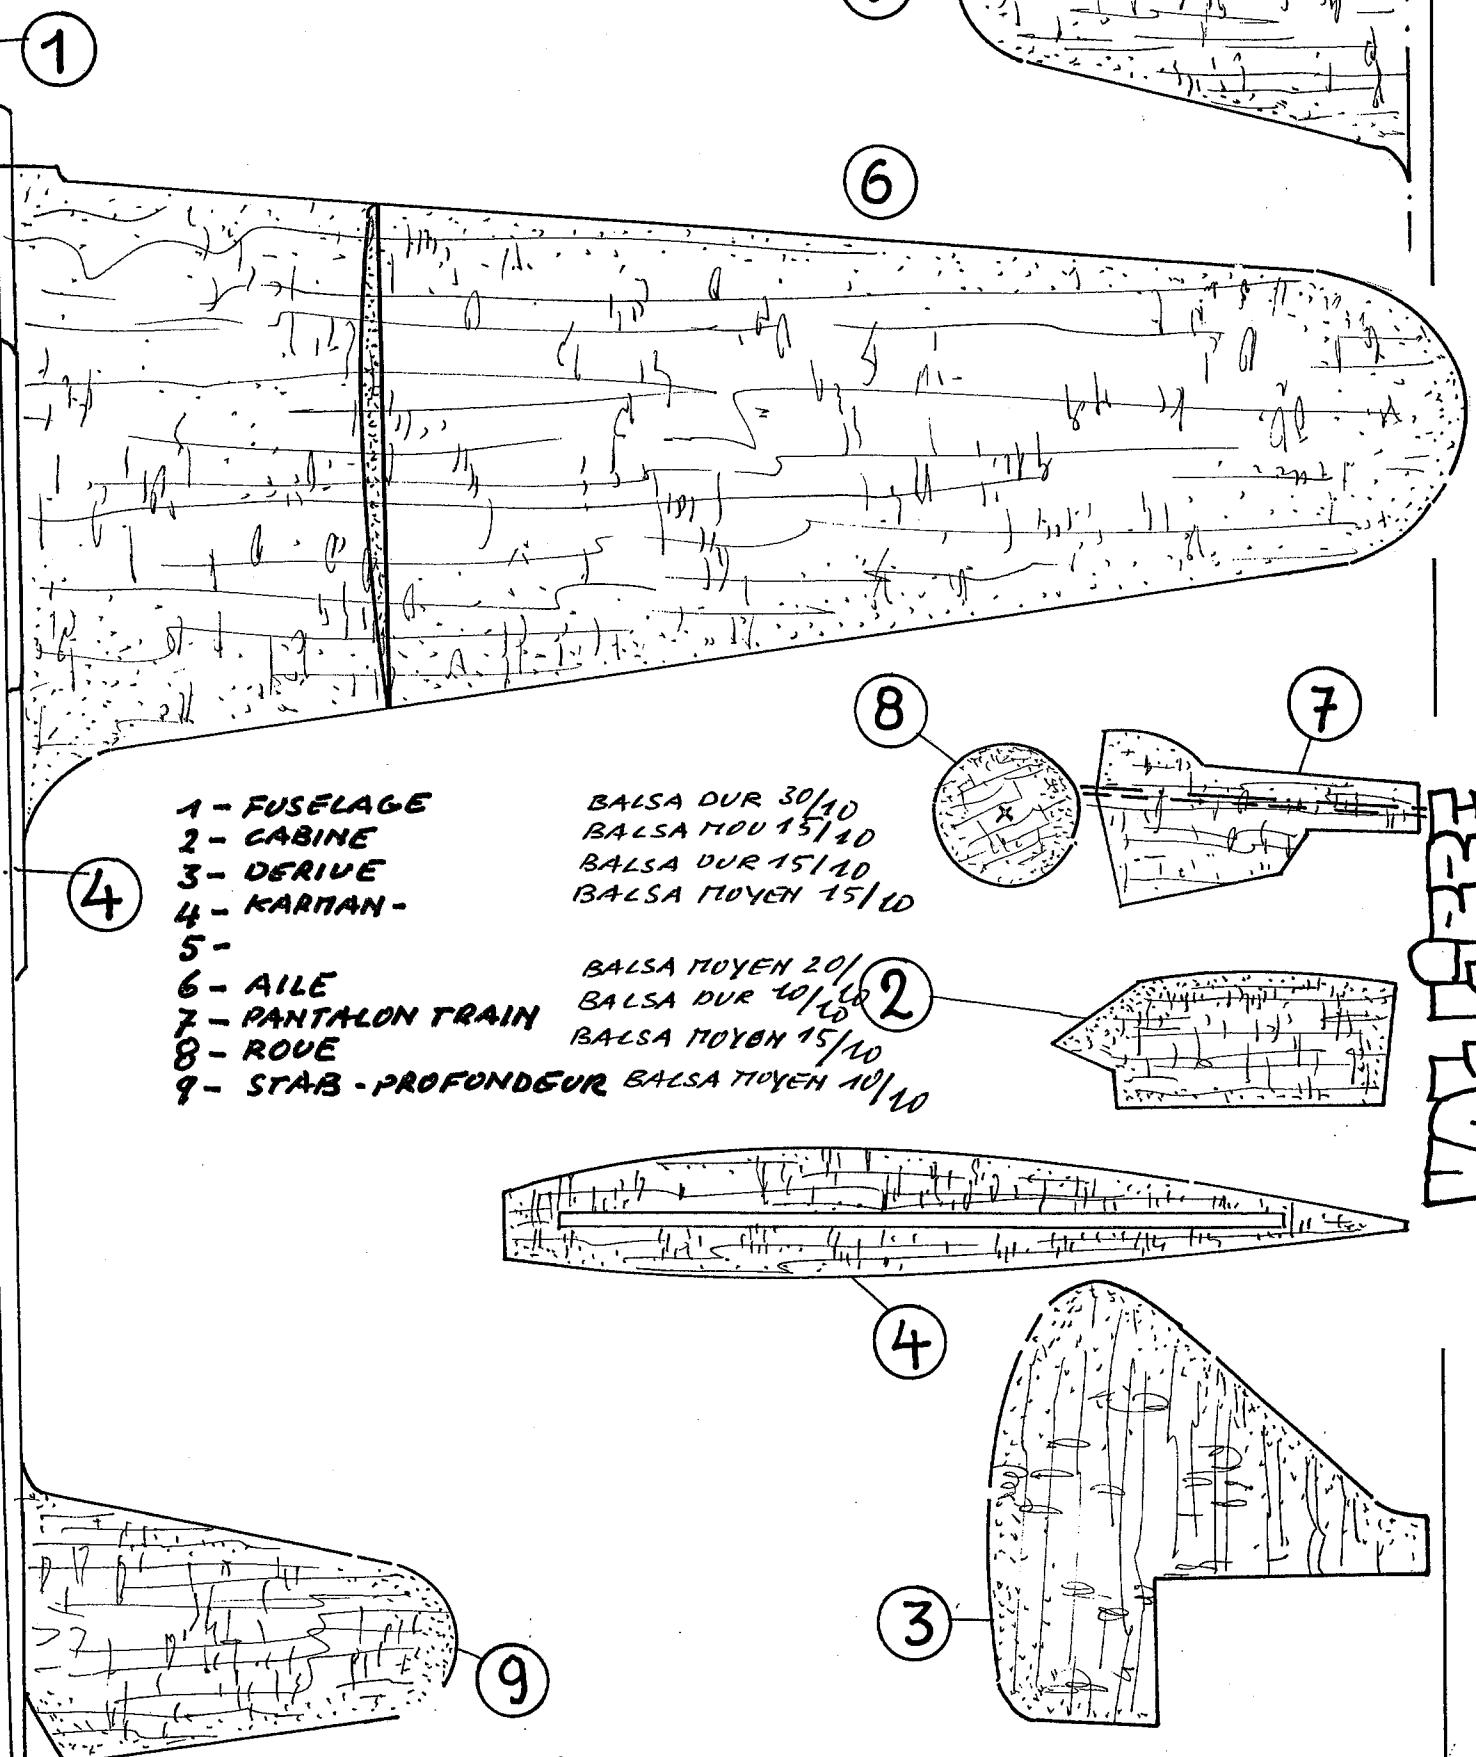 1
6
8
7
1 - FUSELAGE BALSA DUR 30/10
2 - CABINE BALSA MOU 15/10
3 - DERIVE BALSA DUR 15/10
4 - KARMAN - BALSA MOYEN 15/10
4
5 -
6 - AILE BALSA MOYEN 20/10
7 - PANTALON TRAIN BALSA DUR 10/10
2
8 - ROUE BALSA MOYEN 15/10
9 - STAB - PROFONDEUR BALSA MOYEN 10/10
4
3
9